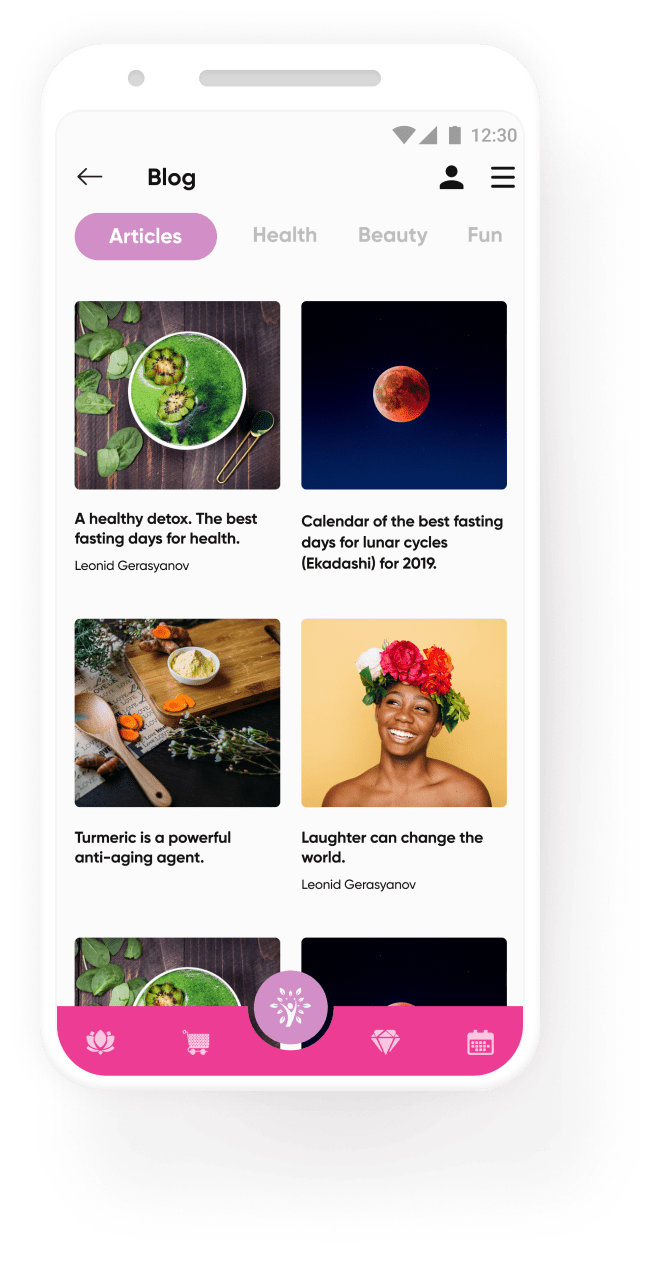 12:30
Blog
Articles Health Beauty Fun
A healthy detox. The best
fasting days for health.
Leonid Gerasyanov
Calendar of the best fasting
days for lunar cycles
(Ekadashi) for 2019.
Turmeric is a powerful
anti-aging agent.
Laughter can change the
world.
Leonid Gerasyanov